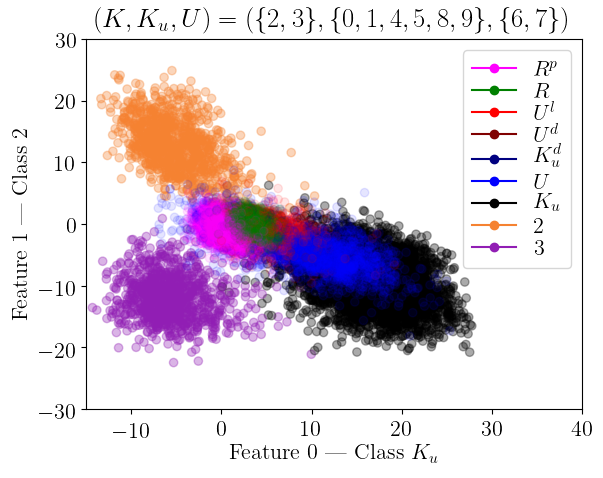 (K, K_u, U) = ({2, 3}, {0, 1, 4, 5, 8, 9}, {6, 7})
30
20
10
0
−10
−20
−30
Feature 1 — Class 2
R^p
R
U^l
U^d
K_u^d
U
K_u
2
3
−10 0 10 20 30 40
Feature 0 — Class K_u